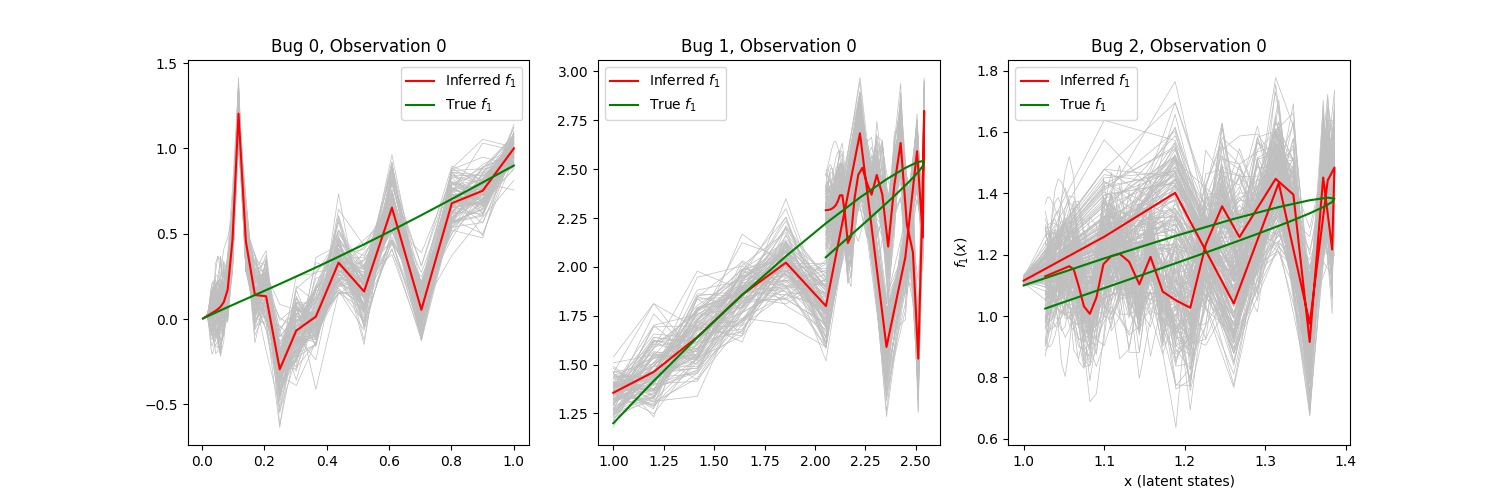 Bug 0, Observation 0
Inferred f₁
True f₁
1.5
1.0
0.5
0.0
−0.5
0.0 0.2 0.4 0.6 0.8 1.0
Bug 1, Observation 0
Inferred f₁
True f₁
3.00
2.75
2.50
2.25
2.00
1.75
1.50
1.25
1.00 1.25 1.50 1.75 2.00 2.25 2.50
Bug 2, Observation 0
Inferred f₁
True f₁
f₁(x)
1.8
1.6
1.4
1.2
1.0
0.8
0.6
1.0 1.1 1.2 1.3 1.4
x (latent states)